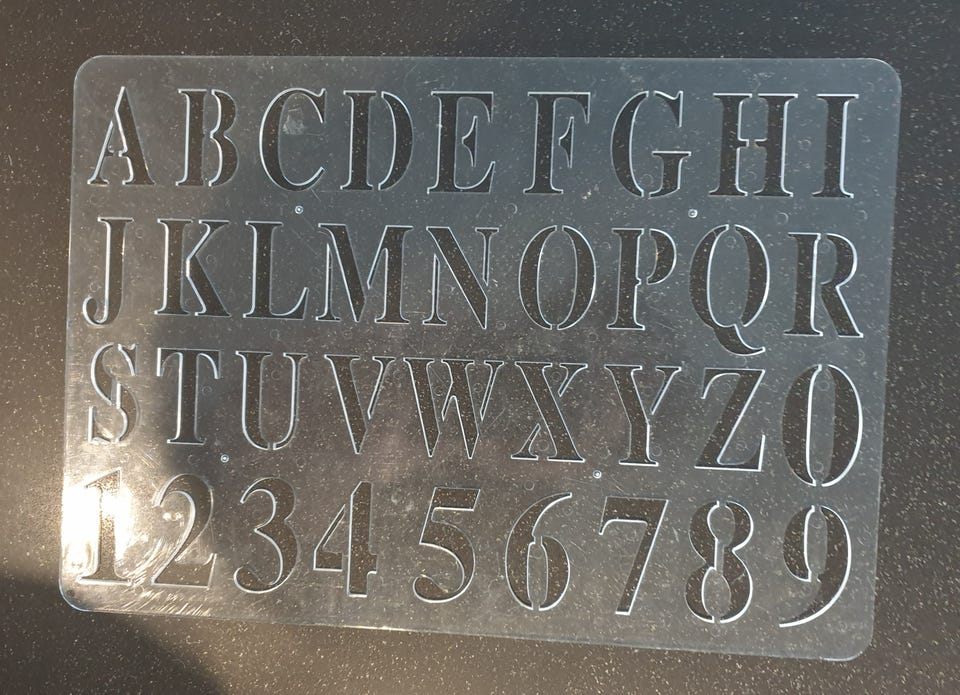 ABCDEFGHI
JKLMNOPQR
STUVWXYZ0
123456789